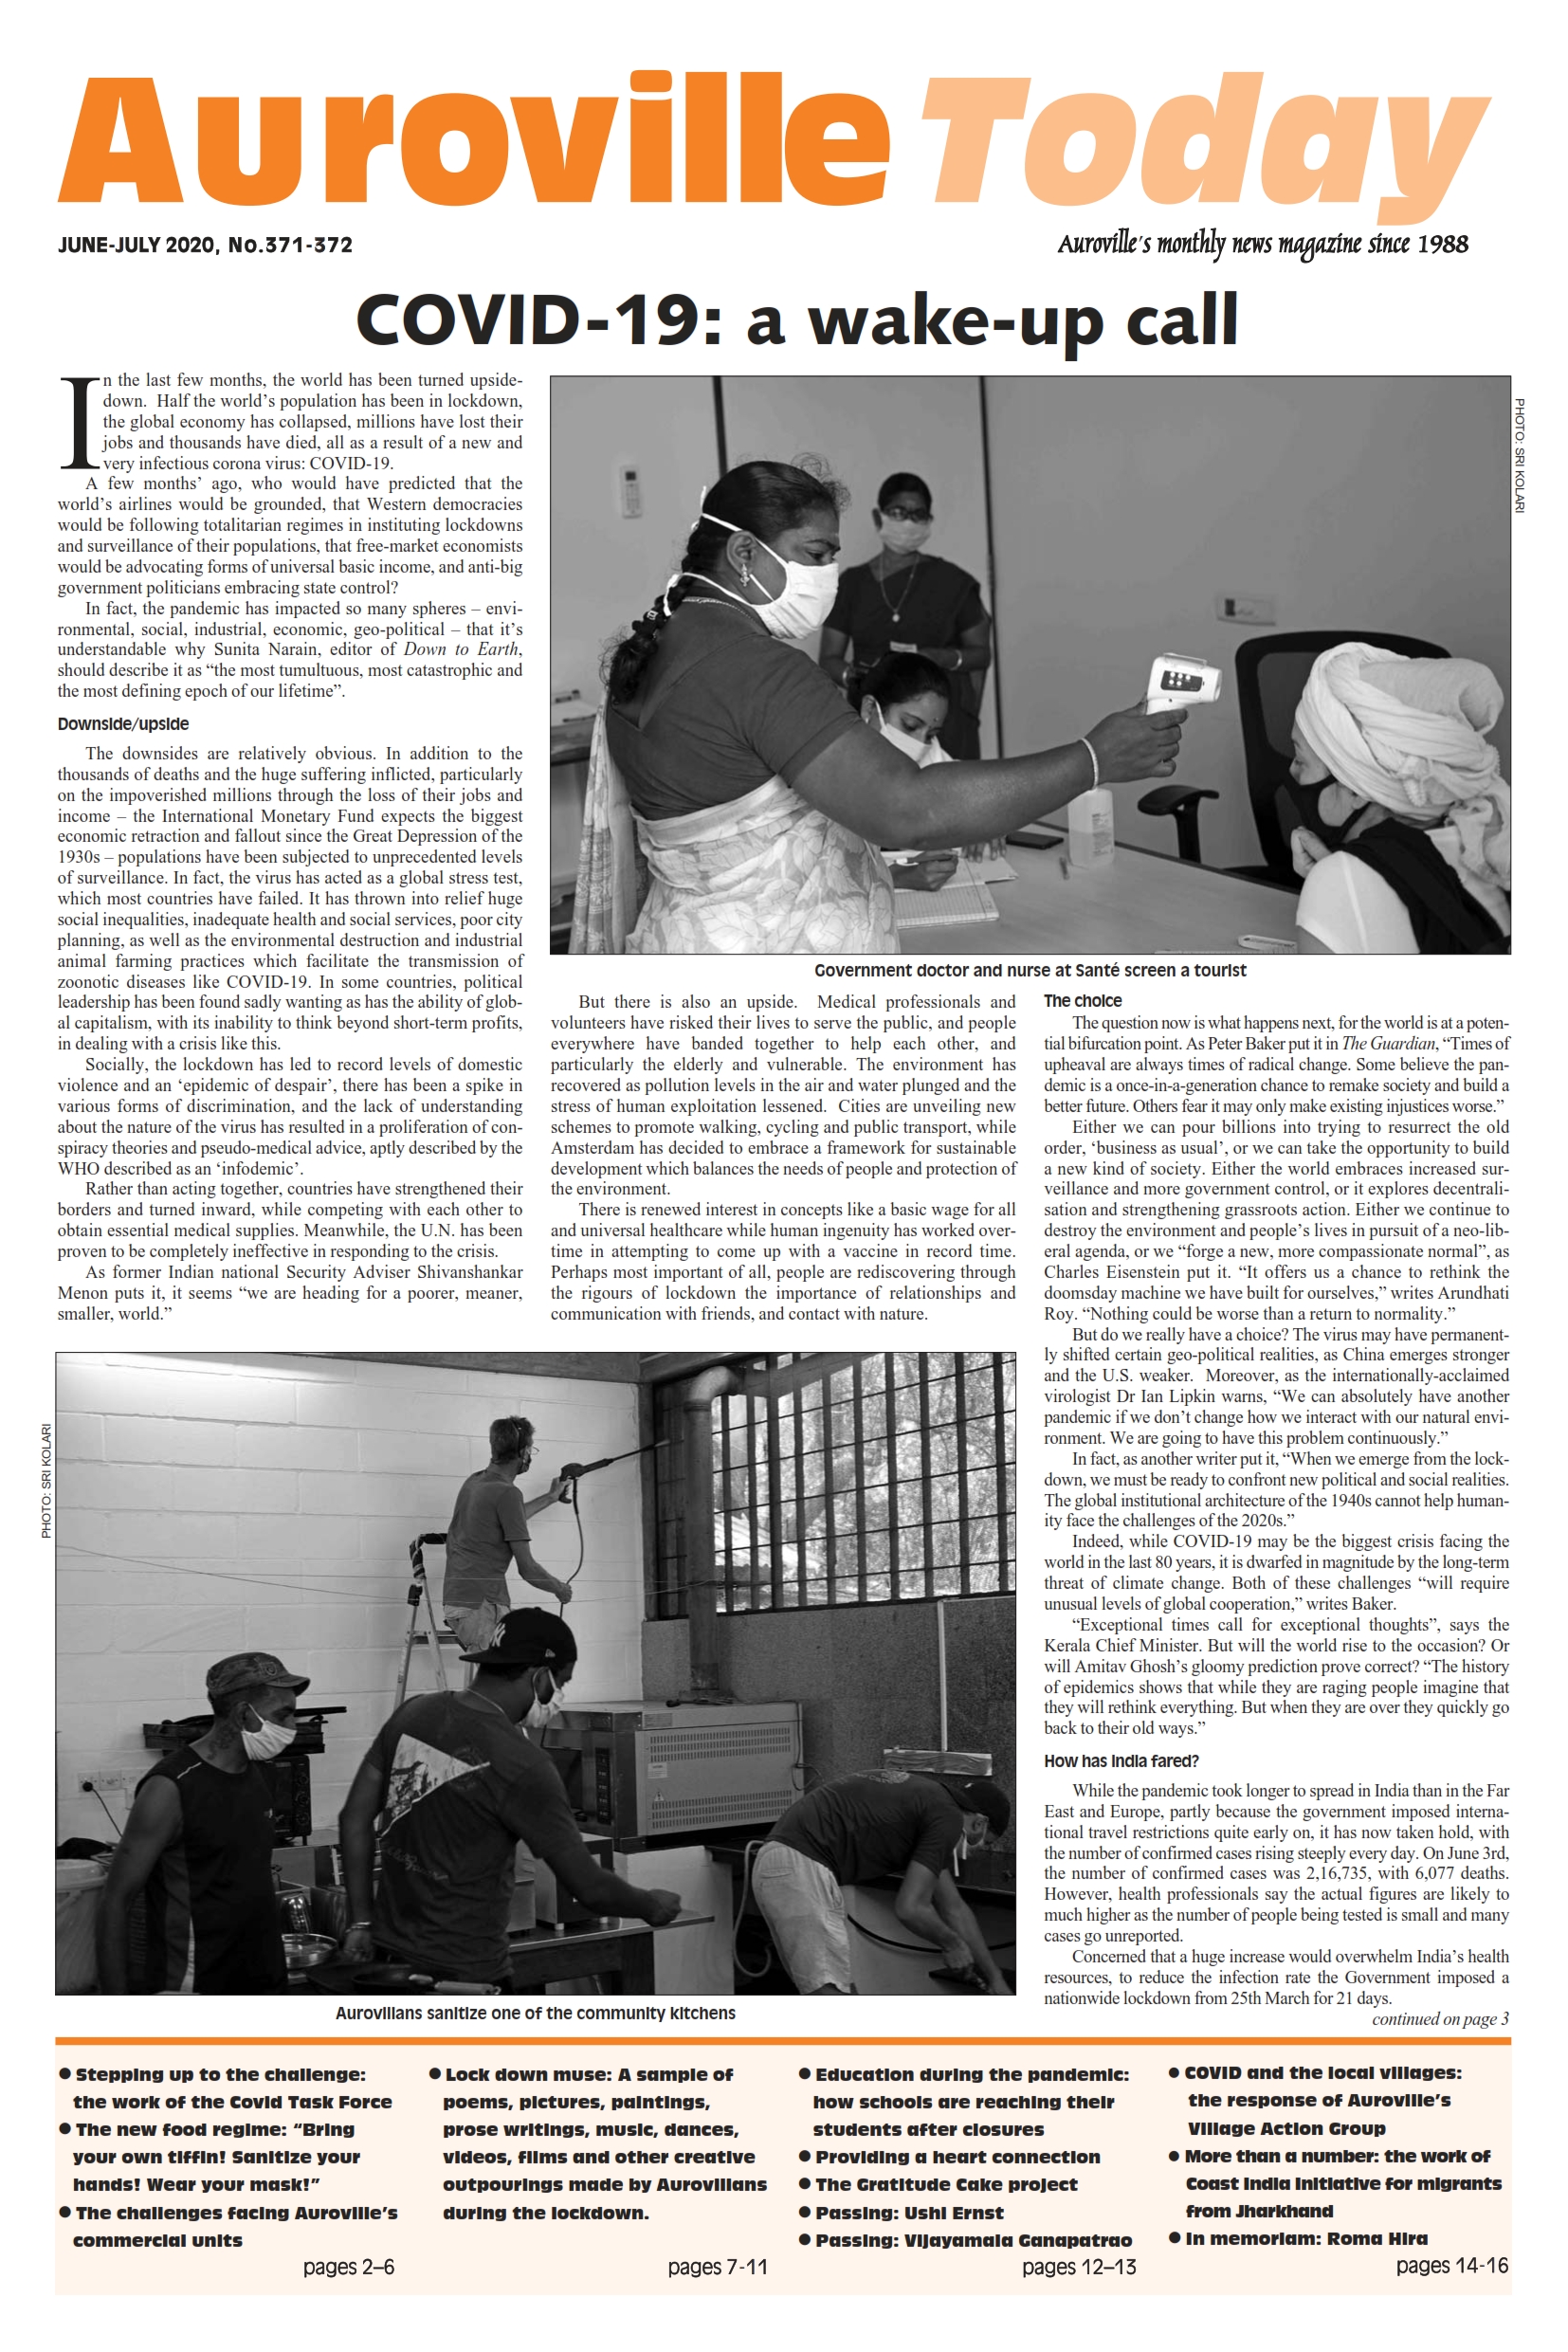 Auroville Today
JUNE-JULY 2020, No.371-372
Auroville's monthly news magazine since 1988
COVID-19: a wake-up call
In the last few months, the world has been turned upside-
down. Half the world's population has been in lockdown,
the global economy has collapsed, millions have lost their
jobs and thousands have died, all as a result of a new and
very infectious corona virus: COVID-19.
A few months' ago, who would have predicted that the
world's airlines would be grounded, that Western democracies
would be following totalitarian regimes in instituting lockdowns
and surveillance of their populations, that free-market economists
would be advocating forms of universal basic income, and anti-big
government politicians embracing state control?
In fact, the pandemic has impacted so many spheres – envi-
ronmental, social, industrial, economic, geo-political – that it's
understandable why Sunita Narain, editor of Down to Earth,
should describe it as “the most tumultuous, most catastrophic and
the most defining epoch of our lifetime”.
Downside/upside
The downsides are relatively obvious. In addition to the
thousands of deaths and the huge suffering inflicted, particularly
on the impoverished millions through the loss of their jobs and
income – the International Monetary Fund expects the biggest
economic retraction and fallout since the Great Depression of the
1930s – populations have been subjected to unprecedented levels
of surveillance. In fact, the virus has acted as a global stress test,
which most countries have failed. It has thrown into relief huge
social inequalities, inadequate health and social services, poor city
planning, as well as the environmental destruction and industrial
animal farming practices which facilitate the transmission of
zoonotic diseases like COVID-19. In some countries, political
leadership has been found sadly wanting as has the ability of glob-
al capitalism, with its inability to think beyond short-term profits,
in dealing with a crisis like this.
Socially, the lockdown has led to record levels of domestic
violence and an ‘epidemic of despair’, there has been a spike in
various forms of discrimination, and the lack of understanding
about the nature of the virus has resulted in a proliferation of con-
spiracy theories and pseudo-medical advice, aptly described by the
WHO described as an ‘infodemic’.
Rather than acting together, countries have strengthened their
borders and turned inward, while competing with each other to
obtain essential medical supplies. Meanwhile, the U.N. has been
proven to be completely ineffective in responding to the crisis.
As former Indian national Security Adviser Shivanshankar
Menon puts it, it seems “we are heading for a poorer, meaner,
smaller, world.”
PHOTO: SRI KOLARI
Government doctor and nurse at Santé screen a tourist
But there is also an upside. Medical professionals and
volunteers have risked their lives to serve the public, and people
everywhere have banded together to help each other, and
particularly the elderly and vulnerable. The environment has
recovered as pollution levels in the air and water plunged and the
stress of human exploitation lessened. Cities are unveiling new
schemes to promote walking, cycling and public transport, while
Amsterdam has decided to embrace a framework for sustainable
development which balances the needs of people and protection of
the environment.
There is renewed interest in concepts like a basic wage for all
and universal healthcare while human ingenuity has worked over-
time in attempting to come up with a vaccine in record time.
Perhaps most important of all, people are rediscovering through
the rigours of lockdown the importance of relationships and
communication with friends, and contact with nature.
The choice
The question now is what happens next, for the world is at a poten-
tial bifurcation point. As Peter Baker put it in The Guardian, “Times of
upheaval are always times of radical change. Some believe the pan-
demic is a once-in-a-generation chance to remake society and build a
better future. Others fear it may only make existing injustices worse.”
Either we can pour billions into trying to resurrect the old
order, ‘business as usual’, or we can take the opportunity to build
a new kind of society. Either the world embraces increased sur-
veillance and more government control, or it explores decentrali-
sation and strengthening grassroots action. Either we continue to
destroy the environment and people's lives in pursuit of a neo-lib-
eral agenda, or we “forge a new, more compassionate normal”, as
Charles Eisenstein put it. “It offers us a chance to rethink the
doomsday machine we have built for ourselves,” writes Arundhati
Roy. “Nothing could be worse than a return to normality.”
But do we really have a choice? The virus may have permanent-
ly shifted certain geo-political realities, as China emerges stronger
and the U.S. weaker. Moreover, as the internationally-acclaimed
virologist Dr Ian Lipkin warns, “We can absolutely have another
pandemic if we don't change how we interact with our natural envi-
ronment. We are going to have this problem continuously.”
In fact, as another writer put it, “When we emerge from the lock-
down, we must be ready to confront new political and social realities.
The global institutional architecture of the 1940s cannot help human-
ity face the challenges of the 2020s.”
Indeed, while COVID-19 may be the biggest crisis facing the
world in the last 80 years, it is dwarfed in magnitude by the long-term
threat of climate change. Both of these challenges “will require
unusual levels of global cooperation,” writes Baker.
“Exceptional times call for exceptional thoughts”, says the
Kerala Chief Minister. But will the world rise to the occasion? Or
will Amitav Ghosh's gloomy prediction prove correct? “The history
of epidemics shows that while they are raging people imagine that
they will rethink everything. But when they are over they quickly go
back to their old ways.”
How has India fared?
While the pandemic took longer to spread in India than in the Far
East and Europe, partly because the government imposed interna-
tional travel restrictions quite early on, it has now taken hold, with
the number of confirmed cases rising steeply every day. On June 3rd,
the number of confirmed cases was 2,16,735, with 6,077 deaths.
However, health professionals say the actual figures are likely to
much higher as the number of people being tested is small and many
cases go unreported.
Concerned that a huge increase would overwhelm India's health
resources, to reduce the infection rate the Government imposed a
nationwide lockdown from 25th March for 21 days.
continued on page 3
PHOTO: SRI KOLARI
Aurovilians sanitize one of the community kitchens
● Stepping up to the challenge:
the work of the Covid Task Force
● The new food regime: “Bring
your own tiffin! Sanitize your
hands! Wear your mask!”
● The challenges facing Auroville's
commercial units
pages 2–6
● Lock down muse: A sample of
poems, pictures, paintings,
prose writings, music, dances,
videos, films and other creative
outpourings made by Aurovilians
during the lockdown.
pages 7-11
● Education during the pandemic:
how schools are reaching their
students after closures
● Providing a heart connection
● The Gratitude Cake project
● Passing: Ushi Ernst
● Passing: Vijayamala Ganapatrao
pages 12–13
● COVID and the local villages:
the response of Auroville's
Village Action Group
● More than a number: the work of
Coast India Initiative for migrants
from Jharkhand
● In memoriam: Roma Hira
pages 14-16